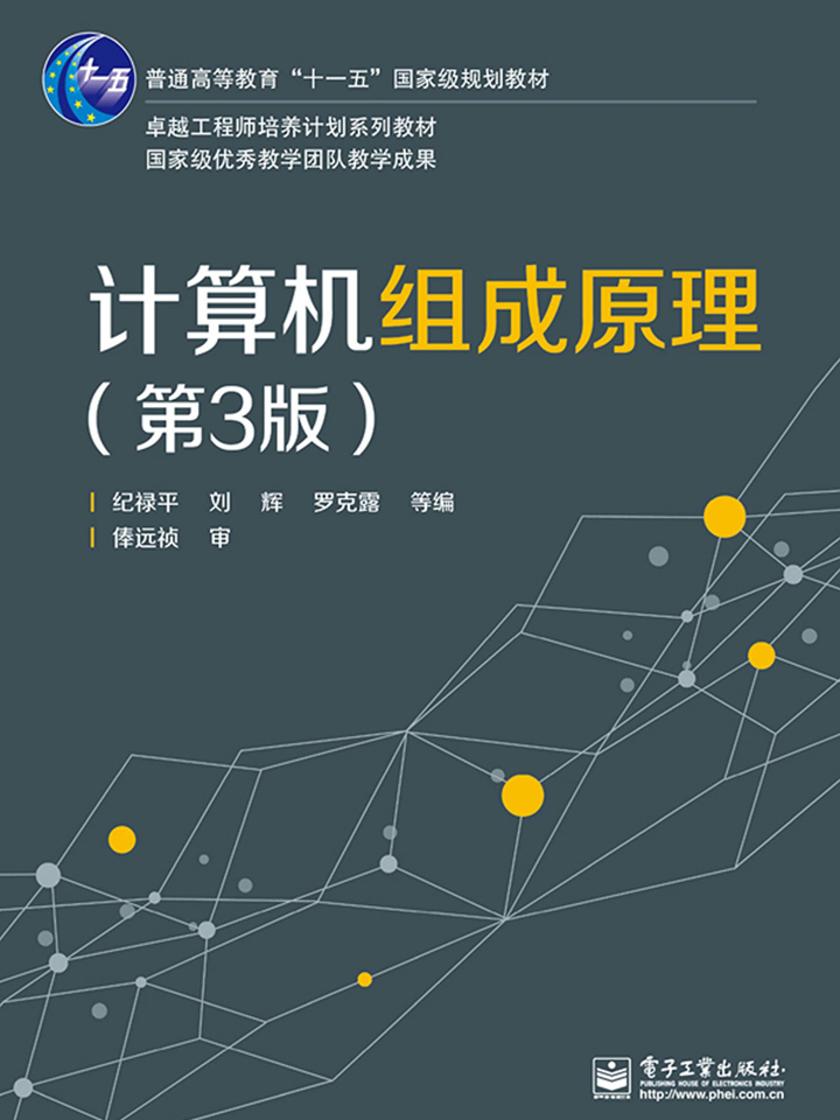 十一五
普通高等教育“十一五”国家级规划教材
卓越工程师培养计划系列教材
国家级优秀教学团队教学成果
计算机组成原理
（第3版）
纪禄平 刘 辉 罗克露 等编
俸远祯 审
電子工業出版社·
PUBLISHING HOUSE OF ELECTRONICS INDUSTRY
http://www.phei.com.cn